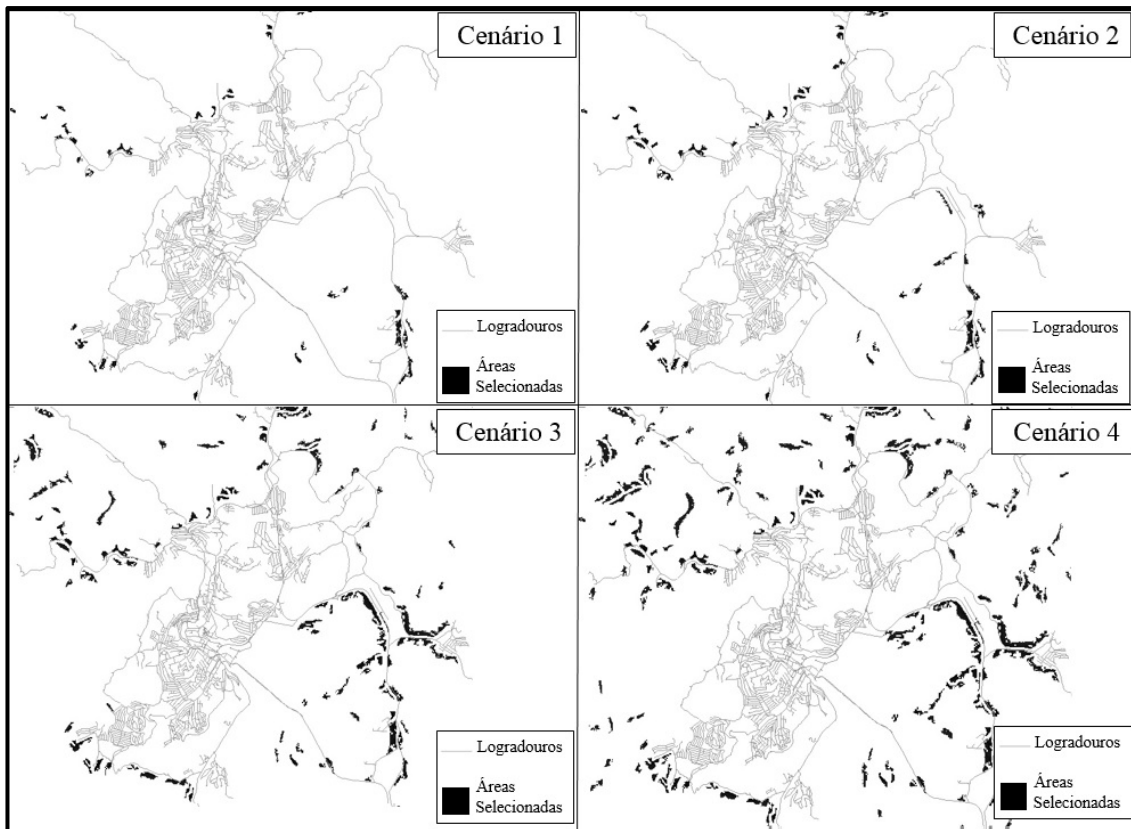 Cenário 1
Logradouros
Áreas
Selecionadas
Cenário 2
Logradouros
Áreas
Selecionadas
Cenário 3
Logradouros
Áreas
Selecionadas
Cenário 4
Logradouros
Áreas
Selecionadas